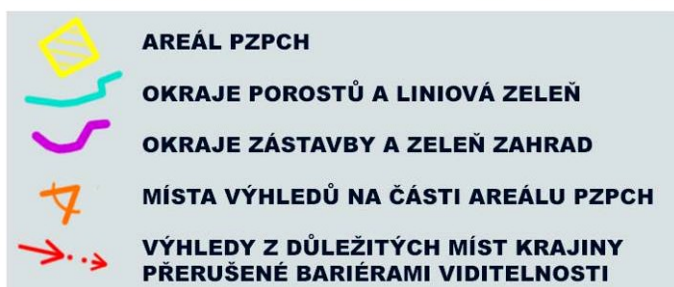 AREÁL PZPCH
OKRAJE POROSTŮ A LINIOVÁ ZELEŇ
OKRAJE ZÁSTAVBY A ZELEŇ ZAHRAD
MÍSTA VÝHLEDŮ NA ČÁSTI AREÁLU PZPCH
VÝHLEDY Z DŮLEŽITÝCH MÍST KRAJINY
PŘERUŠENÉ BARIÉRAMI VIDITELNOSTI